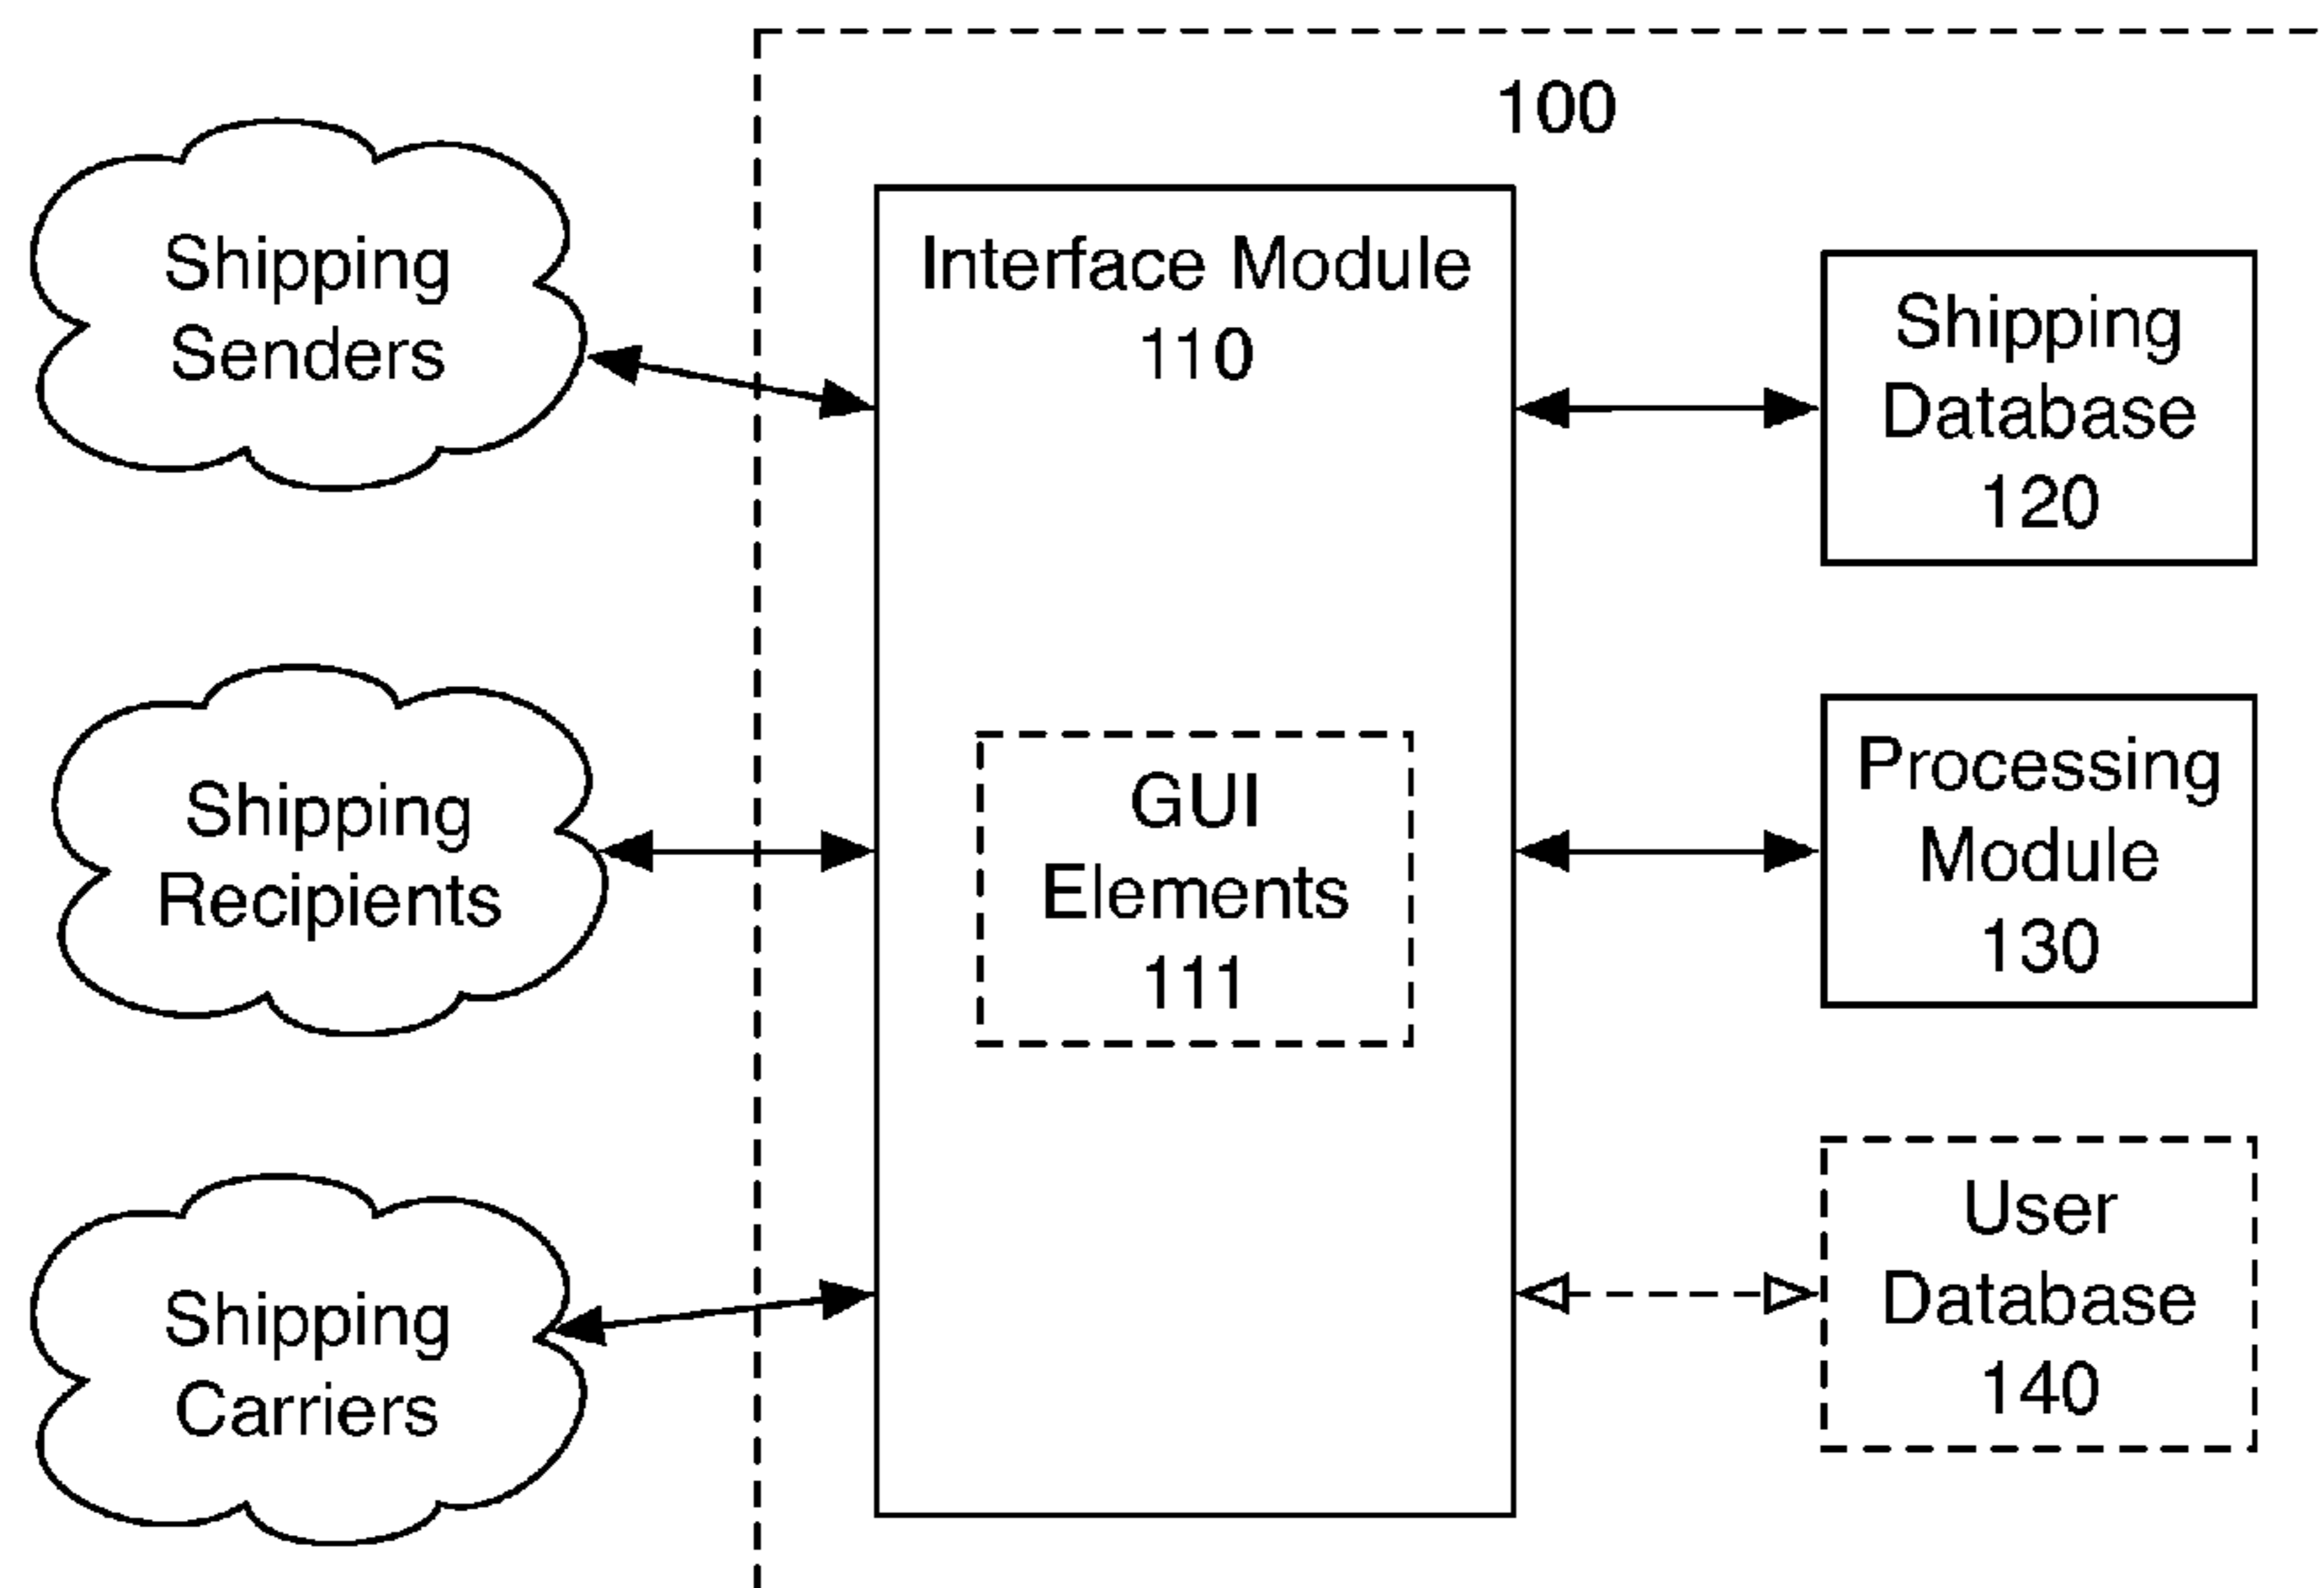 100
Shipping
Senders
Interface Module
110
Shipping
Database
120
Shipping
Recipients
GUI
Elements
111
Processing
Module
130
Shipping
Carriers
User
Database
140